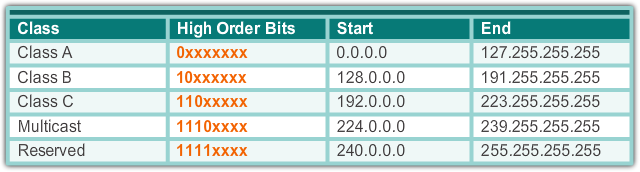 Class High Order Bits Start End
Class A 0xxxxxxx 0.0.0.0 127.255.255.255
Class B 10xxxxxx 128.0.0.0 191.255.255.255
Class C 110xxxxx 192.0.0.0 223.255.255.255
Multicast 1110xxxx 224.0.0.0 239.255.255.255
Reserved 1111xxxx 240.0.0.0 255.255.255.255